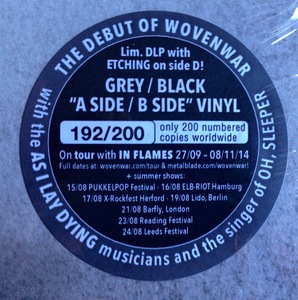 THE DEBUT OF WOVENWAR
Lim. DLP with
ETCHING on side D!
GREY / BLACK
"A SIDE / B SIDE" VINYL
192/200 only 200 numbered
copies worldwide
On tour with IN FLAMES 27/09 - 08/11/14
Full dates at: wovenwar.com/tour & metalblade.com/wovenwar!
+ summer shows:
15/08 PUKKELPOP Festival - 16/08 ELB-RIOT Hamburg
17/08 X-Rockfest Herford - 19/08 Lido, Berlin
21/08 Barfly, London
23/08 Reading Festival
24/08 Leeds Festival
with the AS I LAY DYING musicians and the singer of OH, SLEEPER